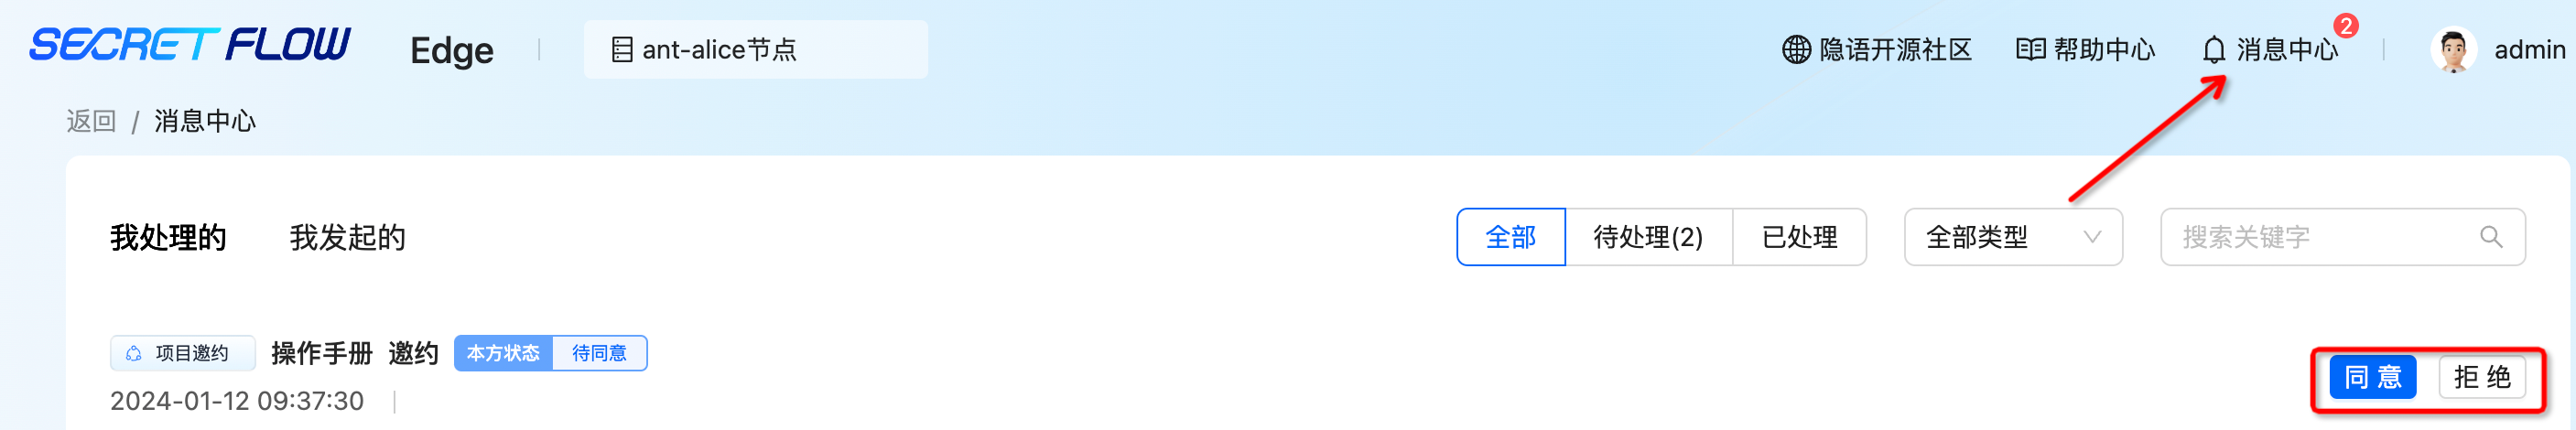 SECRET FLOW Edge ant-alice节点 隐语开源社区 帮助中心 消息中心 2 admin
返回 / 消息中心
我处理的 我发起的 全部 待处理(2) 已处理 全部类型 搜索关键字
项目邀约 操作手册 邀约 本方状态 待同意 同意 拒绝
2024-01-12 09:37:30